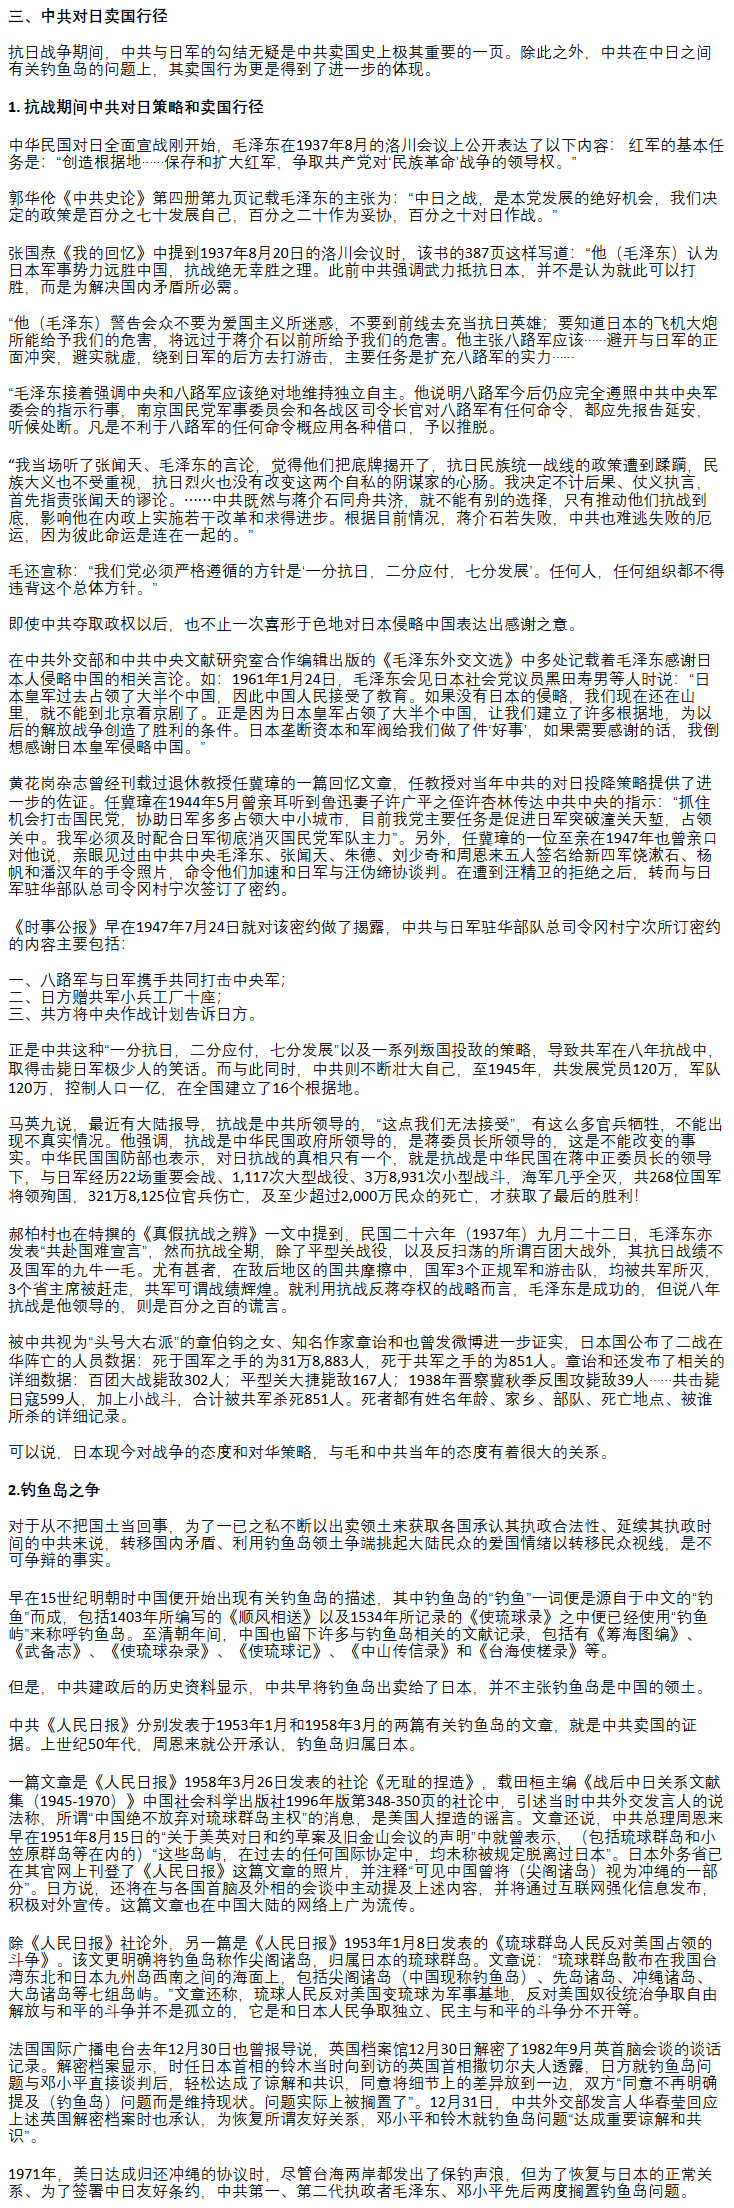 三、中共对日卖国行径
抗日战争期间，中共与日军的勾结无疑是中共卖国史上极其重要的一页。除此之外，中共在中日之间
有关钓鱼岛的问题上，其卖国行为更是得到了进一步的体现。
1. 抗战期间中共对日策略和卖国行径
中华民国对日全面宣战刚开始，毛泽东在1937年8月的洛川会议上公开表达了以下内容： 红军的基本任
务是：“创造根据地……保存和扩大红军，争取共产党对‘民族革命’战争的领导权。”
郭华伦《中共史论》第四册第九页记载毛泽东的主张为：“中日之战，是本党发展的绝好机会，我们决
定的政策是百分之七十发展自己，百分之二十作为妥协，百分之十对日作战。”
张国焘《我的回忆》中提到1937年8月20日的洛川会议时，该书的387页这样写道：“他（毛泽东）认为
日本军事势力远胜中国，抗战绝无幸胜之理。此前中共强调武力抵抗日本，并不是认为就此可以打
胜，而是为解决国内矛盾所必需。
“他（毛泽东）警告会众不要为爱国主义所迷惑，不要到前线去充当抗日英雄；要知道日本的飞机大炮
所能给予我们的危害，将远过于蒋介石以前所给予我们的危害。他主张八路军应该……避开与日军的正
面冲突，避实就虚，绕到日军的后方去打游击，主要任务是扩充八路军的实力……
“毛泽东接着强调中央和八路军应该绝对地维持独立自主。他说明八路军今后仍应完全遵照中共中央军
委会的指示行事，南京国民党军事委员会和各战区司令长官对八路军有任何命令，都应先报告延安，
听候处断。凡是不利于八路军的任何命令概应用各种借口，予以推脱。
“我当场听了张闻天、毛泽东的言论，觉得他们把底牌揭开了，抗日民族统一战线的政策遭到蹂躏，民
族大义也不受重视，抗日烈火也没有改变这两个自私的阴谋家的心肠。我决定不计后果、仗义执言，
首先指责张闻天的谬论。……中共既然与蒋介石同舟共济，就不能有别的选择，只有推动他们抗战到
底，影响他在内政上实施若干改革和求得进步。根据目前情况，蒋介石若失败，中共也难逃失败的厄
运，因为彼此命运是连在一起的。”
毛还宣称：“我们党必须严格遵循的方针是‘一分抗日，二分应付，七分发展’。任何人，任何组织都不得
违背这个总体方针。”
即使中共夺取政权以后，也不止一次喜形于色地对日本侵略中国表达出感谢之意。
在中共外交部和中共中央文献研究室合作编辑出版的《毛泽东外交文选》中多处记载着毛泽东感谢日
本人侵略中国的相关言论。如：1961年1月24日，毛泽东会见日本社会党议员黑田寿男等人时说：“日
本皇军过去占领了大半个中国，因此中国人民接受了教育。如果没有日本的侵略，我们现在还在山
里，就不能到北京看京剧了。正是因为日本皇军占领了大半个中国，让我们建立了许多根据地，为以
后的解放战争创造了胜利的条件。日本垄断资本和军阀给我们做了件‘好事’，如果需要感谢的话，我倒
想感谢日本皇军侵略中国。”
黄花岗杂志曾经刊载过退休教授任冀璋的一篇回忆文章，任教授对当年中共的对日投降策略提供了进
一步的佐证。任冀璋在1944年5月曾亲耳听到鲁迅妻子许广平之侄许杏林传达中共中央的指示：“抓住
机会打击国民党，协助日军多多占领大中小城市，目前我党主要任务是促进日军突破潼关天堑，占领
关中。我军必须及时配合日军彻底消灭国民党军队主力”。另外，任冀璋的一位至亲在1947年也曾亲口
对他说，亲眼见过由中共中央毛泽东、张闻天、朱德、刘少奇和周恩来五人签名给新四军饶漱石、杨
帆和潘汉年的手令照片，命令他们加速和日军与汪伪缔协谈判。在遭到汪精卫的拒绝之后，转而与日
军驻华部队总司令冈村宁次签订了密约。
《时事公报》早在1947年7月24日就对该密约做了揭露，中共与日军驻华部队总司令冈村宁次所订密约
的内容主要包括：
一、八路军与日军携手共同打击中央军；
二、日方赠共军小兵工厂十座；
三、共方将中央作战计划告诉日方。
正是中共这种“一分抗日，二分应付，七分发展”以及一系列叛国投敌的策略，导致共军在八年抗战中，
取得击毙日军极少人的笑话。而与此同时，中共则不断壮大自己，至1945年，共发展党员120万，军队
120万，控制人口一亿，在全国建立了16个根据地。
马英九说，最近有大陆报导，抗战是中共所领导的，“这点我们无法接受”，有这么多官兵牺牲，不能出
现不真实情况。他强调，抗战是中华民国政府所领导的，是蒋委员长所领导的，这是不能改变的事
实。中华民国国防部也表示，对日抗战的真相只有一个，就是抗战是中华民国在蒋中正委员长的领导
下，与日军经历22场重要会战、1,117次大型战役、3万8,931次小型战斗，海军几乎全灭，共268位国军
将领殉国，321万8,125位官兵伤亡，及至少超过2,000万民众的死亡，才获取了最后的胜利！
郝柏村也在特撰的《真假抗战之辨》一文中提到，民国二十六年（1937年）九月二十二日，毛泽东亦
发表“共赴国难宣言”，然而抗战全期，除了平型关战役，以及反扫荡的所谓百团大战外，其抗日战绩不
及国军的九牛一毛。尤有甚者，在敌后地区的国共摩擦中，国军3个正规军和游击队，均被共军所灭，
3个省主席被赶走，共军可谓战绩辉煌。就利用抗战反蒋夺权的战略而言，毛泽东是成功的，但说八年
抗战是他领导的，则是百分之百的谎言。
被中共视为“头号大右派”的章伯钧之女、知名作家章诒和也曾发微博进一步证实，日本国公布了二战在
华阵亡的人员数据：死于国军之手的为31万8,883人，死于共军之手的为851人。章诒和还发布了相关的
详细数据：百团大战毙敌302人；平型关大捷毙敌167人；1938年晋察冀秋季反围攻毙敌39人……共击毙
日寇599人，加上小战斗，合计被共军杀死851人。死者都有姓名年龄、家乡、部队、死亡地点、被谁
所杀的详细记录。
可以说，日本现今对战争的态度和对华策略，与毛和中共当年的态度有着很大的关系。
2.钓鱼岛之争
对于从不把国土当回事，为了一已之私不断以出卖领土来获取各国承认其执政合法性、延续其执政时
间的中共来说，转移国内矛盾、利用钓鱼岛领土争端挑起大陆民众的爱国情绪以转移民众视线，是不
可争辩的事实。
早在15世纪明朝时中国便开始出现有关钓鱼岛的描述，其中钓鱼岛的“钓鱼”一词便是源自于中文的“钓
鱼”而成，包括1403年所编写的《顺风相送》以及1534年所记录的《使琉球录》之中便已经使用“钓鱼
屿”来称呼钓鱼岛。至清朝年间，中国也留下许多与钓鱼岛相关的文献记录，包括有《筹海图编》、
《武备志》、《使琉球杂录》、《使琉球记》、《中山传信录》和《台海使槎录》等。
但是，中共建政后的历史资料显示，中共早将钓鱼岛出卖给了日本，并不主张钓鱼岛是中国的领土。
中共《人民日报》分别发表于1953年1月和1958年3月的两篇有关钓鱼岛的文章，就是中共卖国的证
据。上世纪50年代，周恩来就公开承认，钓鱼岛归属日本。
一篇文章是《人民日报》1958年3月26日发表的社论《无耻的捏造》，载田桓主编《战后中日关系文献
集（1945-1970）》中国社会科学出版社1996年版第348-350页的社论中，引述当时中共外交发言人的说
法称，所谓“中国绝不放弃对琉球群岛主权”的消息，是美国人捏造的谣言。文章还说，中共总理周恩来
早在1951年8月15日的“关于美英对日和约草案及旧金山会议的声明”中就曾表示，（包括琉球群岛和小
笠原群岛等在内的）“这些岛屿，在过去的任何国际协定中，均未称被规定脱离过日本”。日本外务省已
在其官网上刊登了《人民日报》这篇文章的照片，并注释“可见中国曾将（尖阁诸岛）视为冲绳的一部
分”。日方说，还将在与各国首脑及外相的会谈中主动提及上述内容，并将通过互联网强化信息发布，
积极对外宣传。这篇文章也在中国大陆的网络上广为流传。
除《人民日报》社论外，另一篇是《人民日报》1953年1月8日发表的《琉球群岛人民反对美国占领的
斗争》。该文更明确将钓鱼岛称作尖阁诸岛，归属日本的琉球群岛。文章说：“琉球群岛散布在我国台
湾东北和日本九州岛西南之间的海面上，包括尖阁诸岛（中国现称钓鱼岛）、先岛诸岛、冲绳诸岛、
大岛诸岛等七组岛屿。”文章还称，琉球人民反对美国变琉球为军事基地，反对美国奴役统治争取自由
解放与和平的斗争并不是孤立的，它是和日本人民争取独立、民主与和平的斗争分不开等。
法国国际广播电台去年12月30日也曾报导说，英国档案馆12月30日解密了1982年9月英首脑会谈的谈话
记录。解密档案显示，时任日本首相的铃木当时向到访的英国首相撒切尔夫人透露，日方就钓鱼岛问
题与邓小平直接谈判后，轻松达成了谅解和共识，同意将细节上的差异放到一边，双方“同意不再明确
提及（钓鱼岛）问题而是维持现状。问题实际上被搁置了”。12月31日，中共外交部发言人华春莹回应
上述英国解密档案时也承认，为恢复所谓友好关系，邓小平和铃木就钓鱼岛问题“达成重要谅解和共
识”。
1971年，美日达成归还冲绳的协议时，尽管台海两岸都发出了保钓声浪，但为了恢复与日本的正常关
系、为了签署中日友好条约，中共第一、第二代执政者毛泽东、邓小平先后两度搁置钓鱼岛问题。